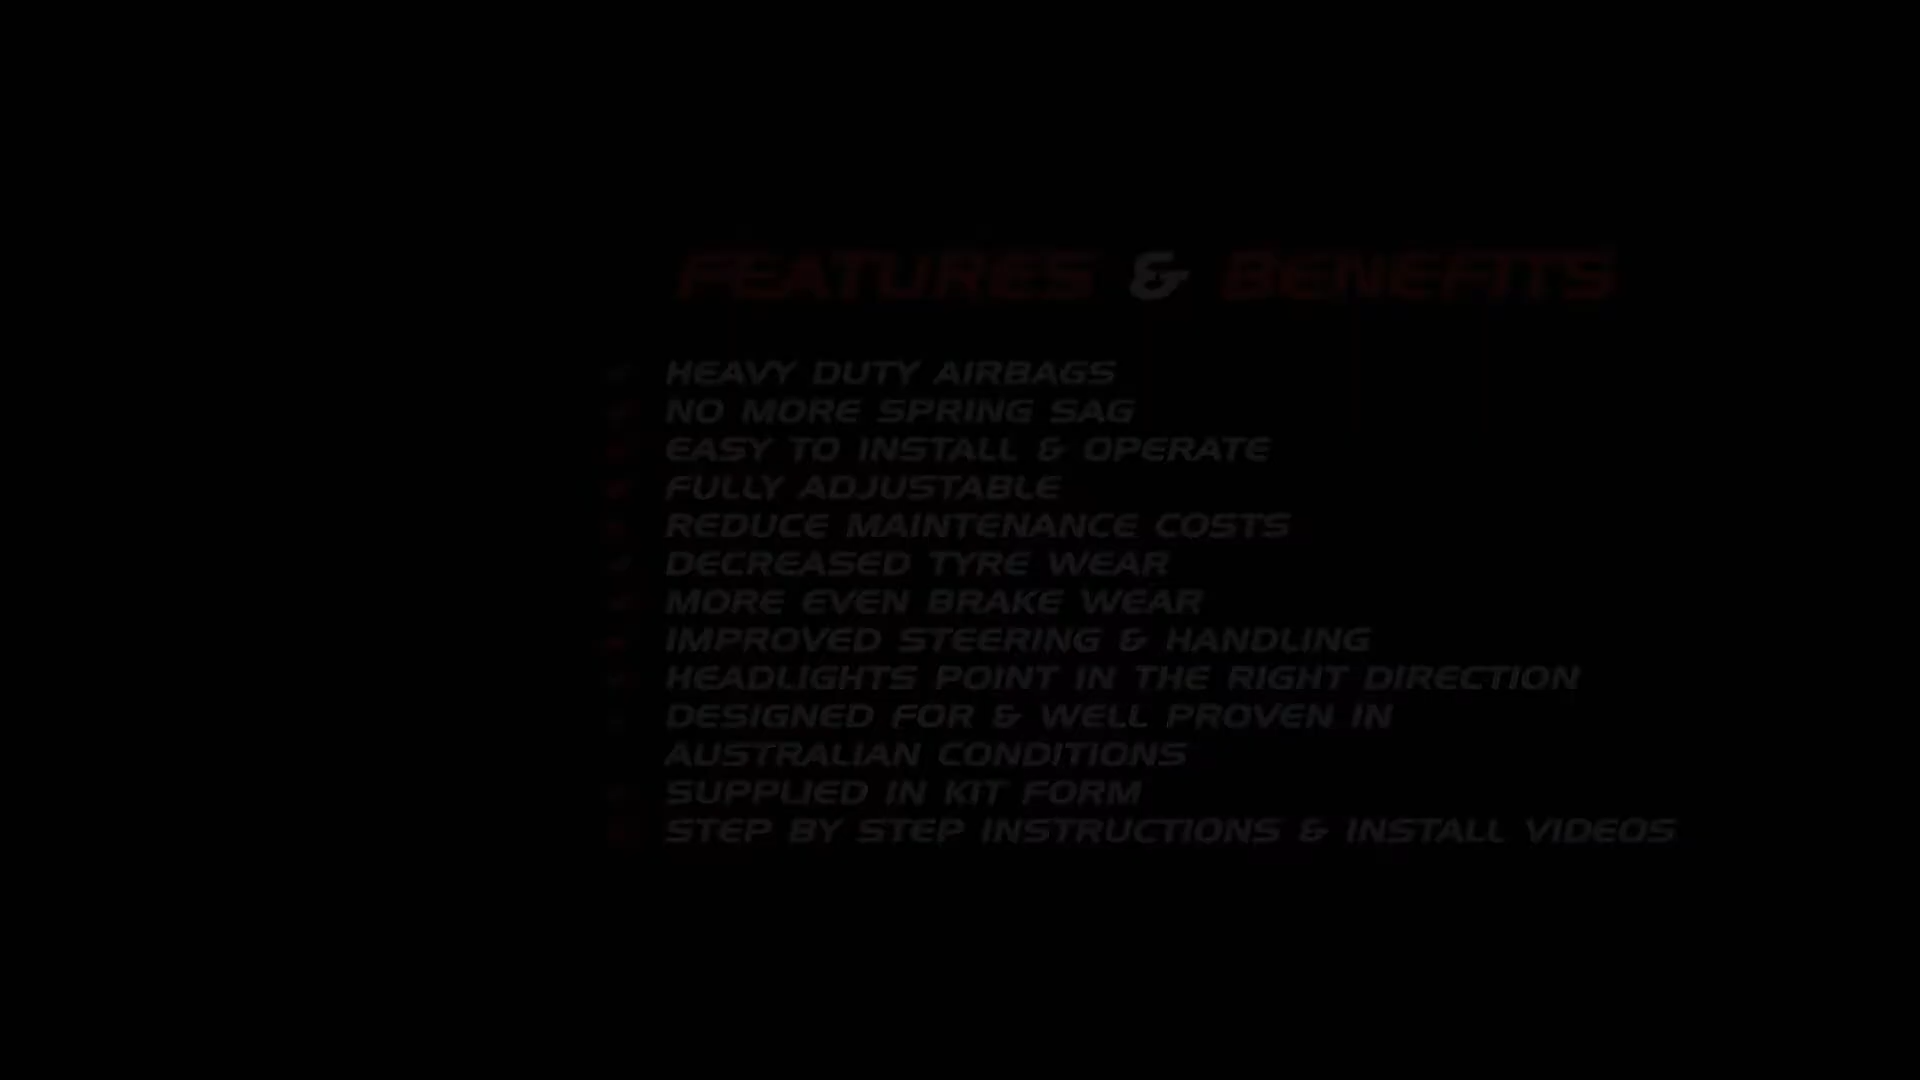 FEATURES & BENEFITS
HEAVY DUTY AIRBAGS
NO MORE SPRING SAG
EASY TO INSTALL & OPERATE
FULLY ADJUSTABLE
REDUCE MAINTENANCE COSTS
DECREASED TYRE WEAR
MORE EVEN BRAKE WEAR
IMPROVED STEERING & HANDLING
HEADLIGHTS POINT IN THE RIGHT DIRECTION
DESIGNED FOR & WELL PROVEN IN
AUSTRALIAN CONDITIONS
SUPPLIED IN KIT FORM
STEP BY STEP INSTRUCTIONS & INSTALL VIDEOS